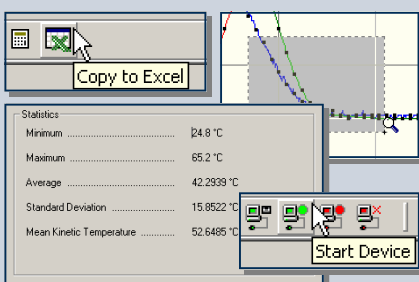 Copy to Excel
Statistics
Minimum ........................ 24.8 °C
Maximum ........................ 65.2 °C
Average ........................ 42.2939 °C
Standard Deviation ................ 15.8522 °C
Mean Kinetic Temperature ............ 52.6485 °C
Start Device